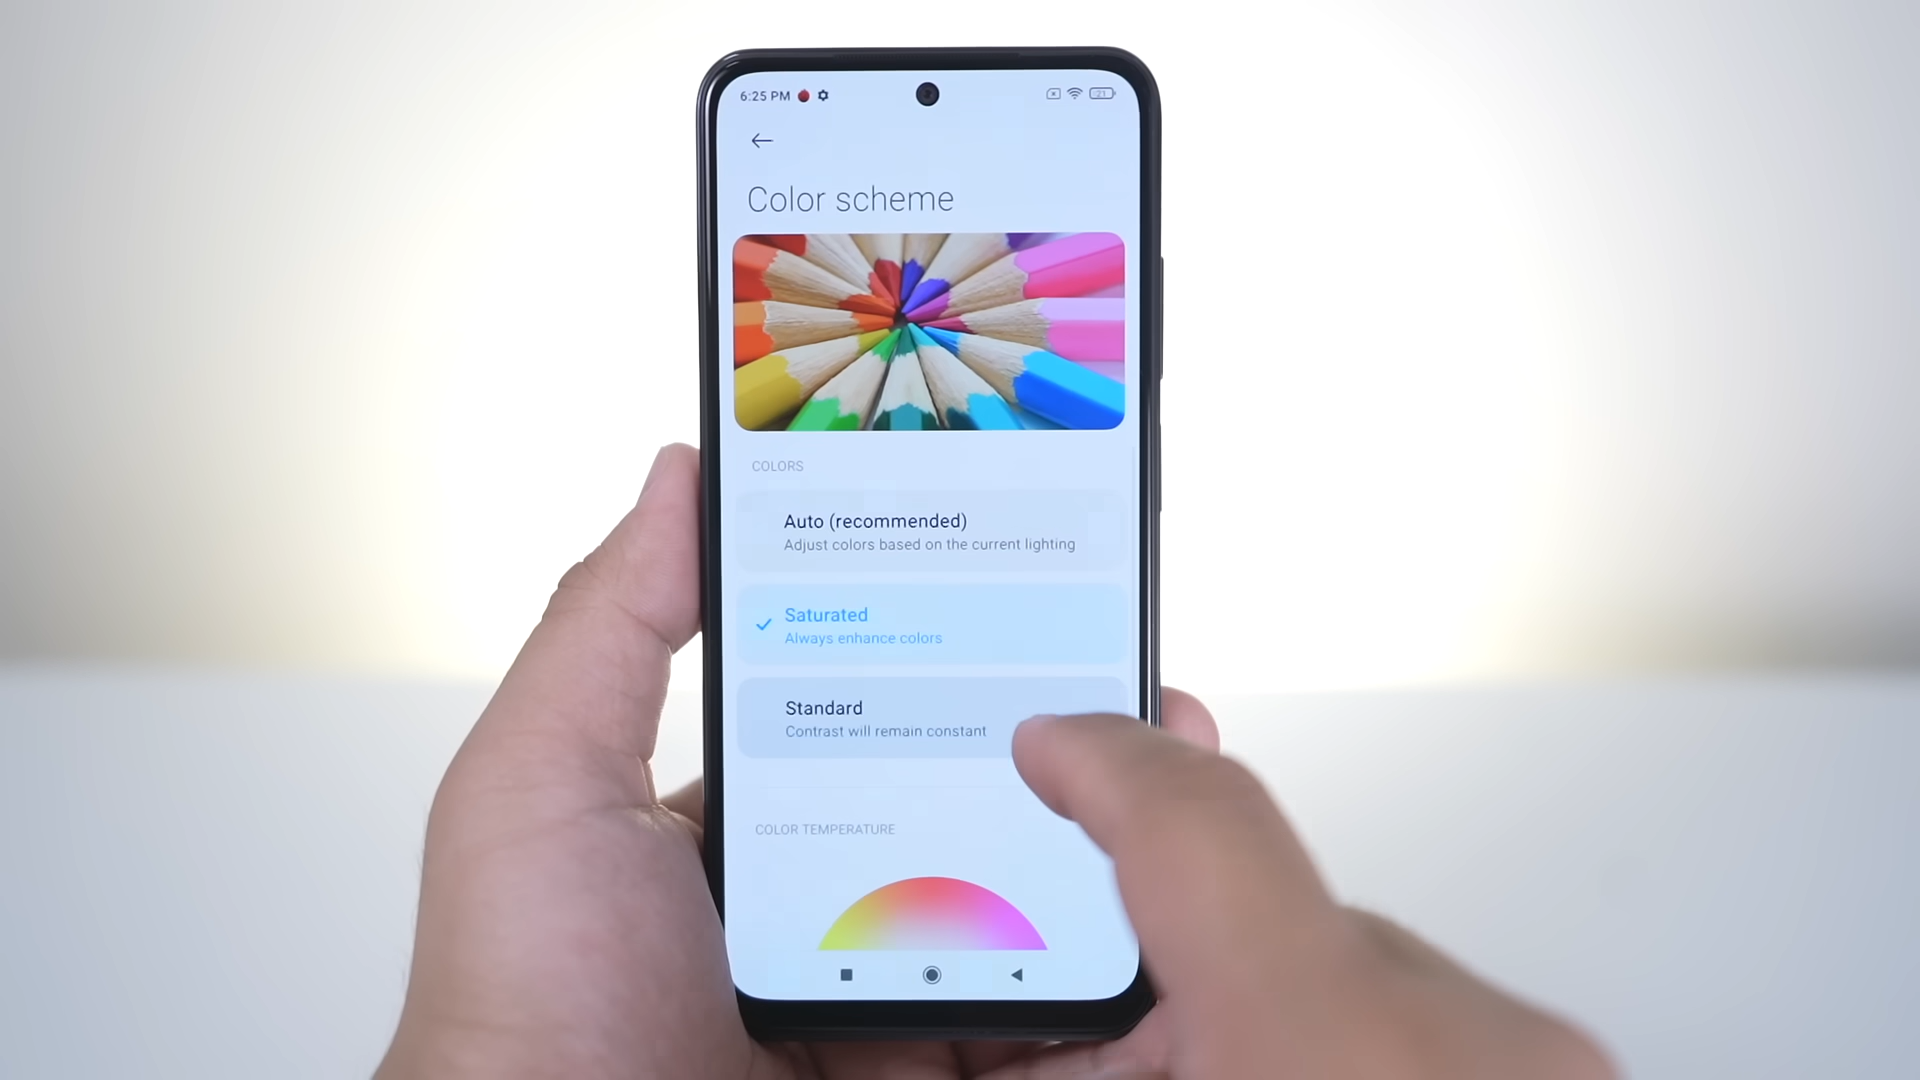 6:25 PM
21
Color scheme
COLORS
Auto (recommended)
Adjust colors based on the current lighting
Saturated
Always enhance colors
Standard
Contrast will remain constant
COLOR TEMPERATURE